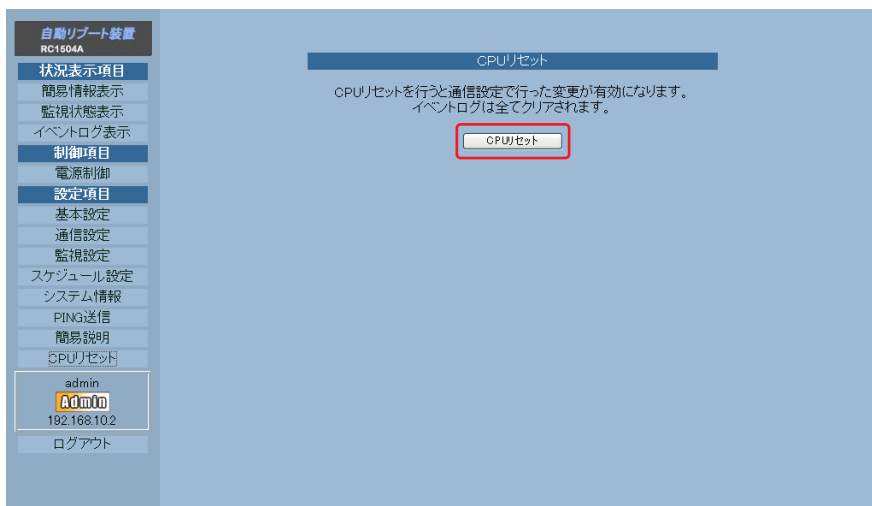 自動リブート装置
RC1504A
状況表示項目
簡易情報表示
監視状態表示
イベントログ表示
制御項目
電源制御
設定項目
基本設定
通信設定
監視設定
スケジュール設定
システム情報
PING送信
簡易説明
CPUリセット
admin
Admin
192.168.10.2
ログアウト
CPUリセット
CPUリセットを行うと通信設定で行った変更が有効になります。
イベントログは全てクリアされます。
CPUリセット